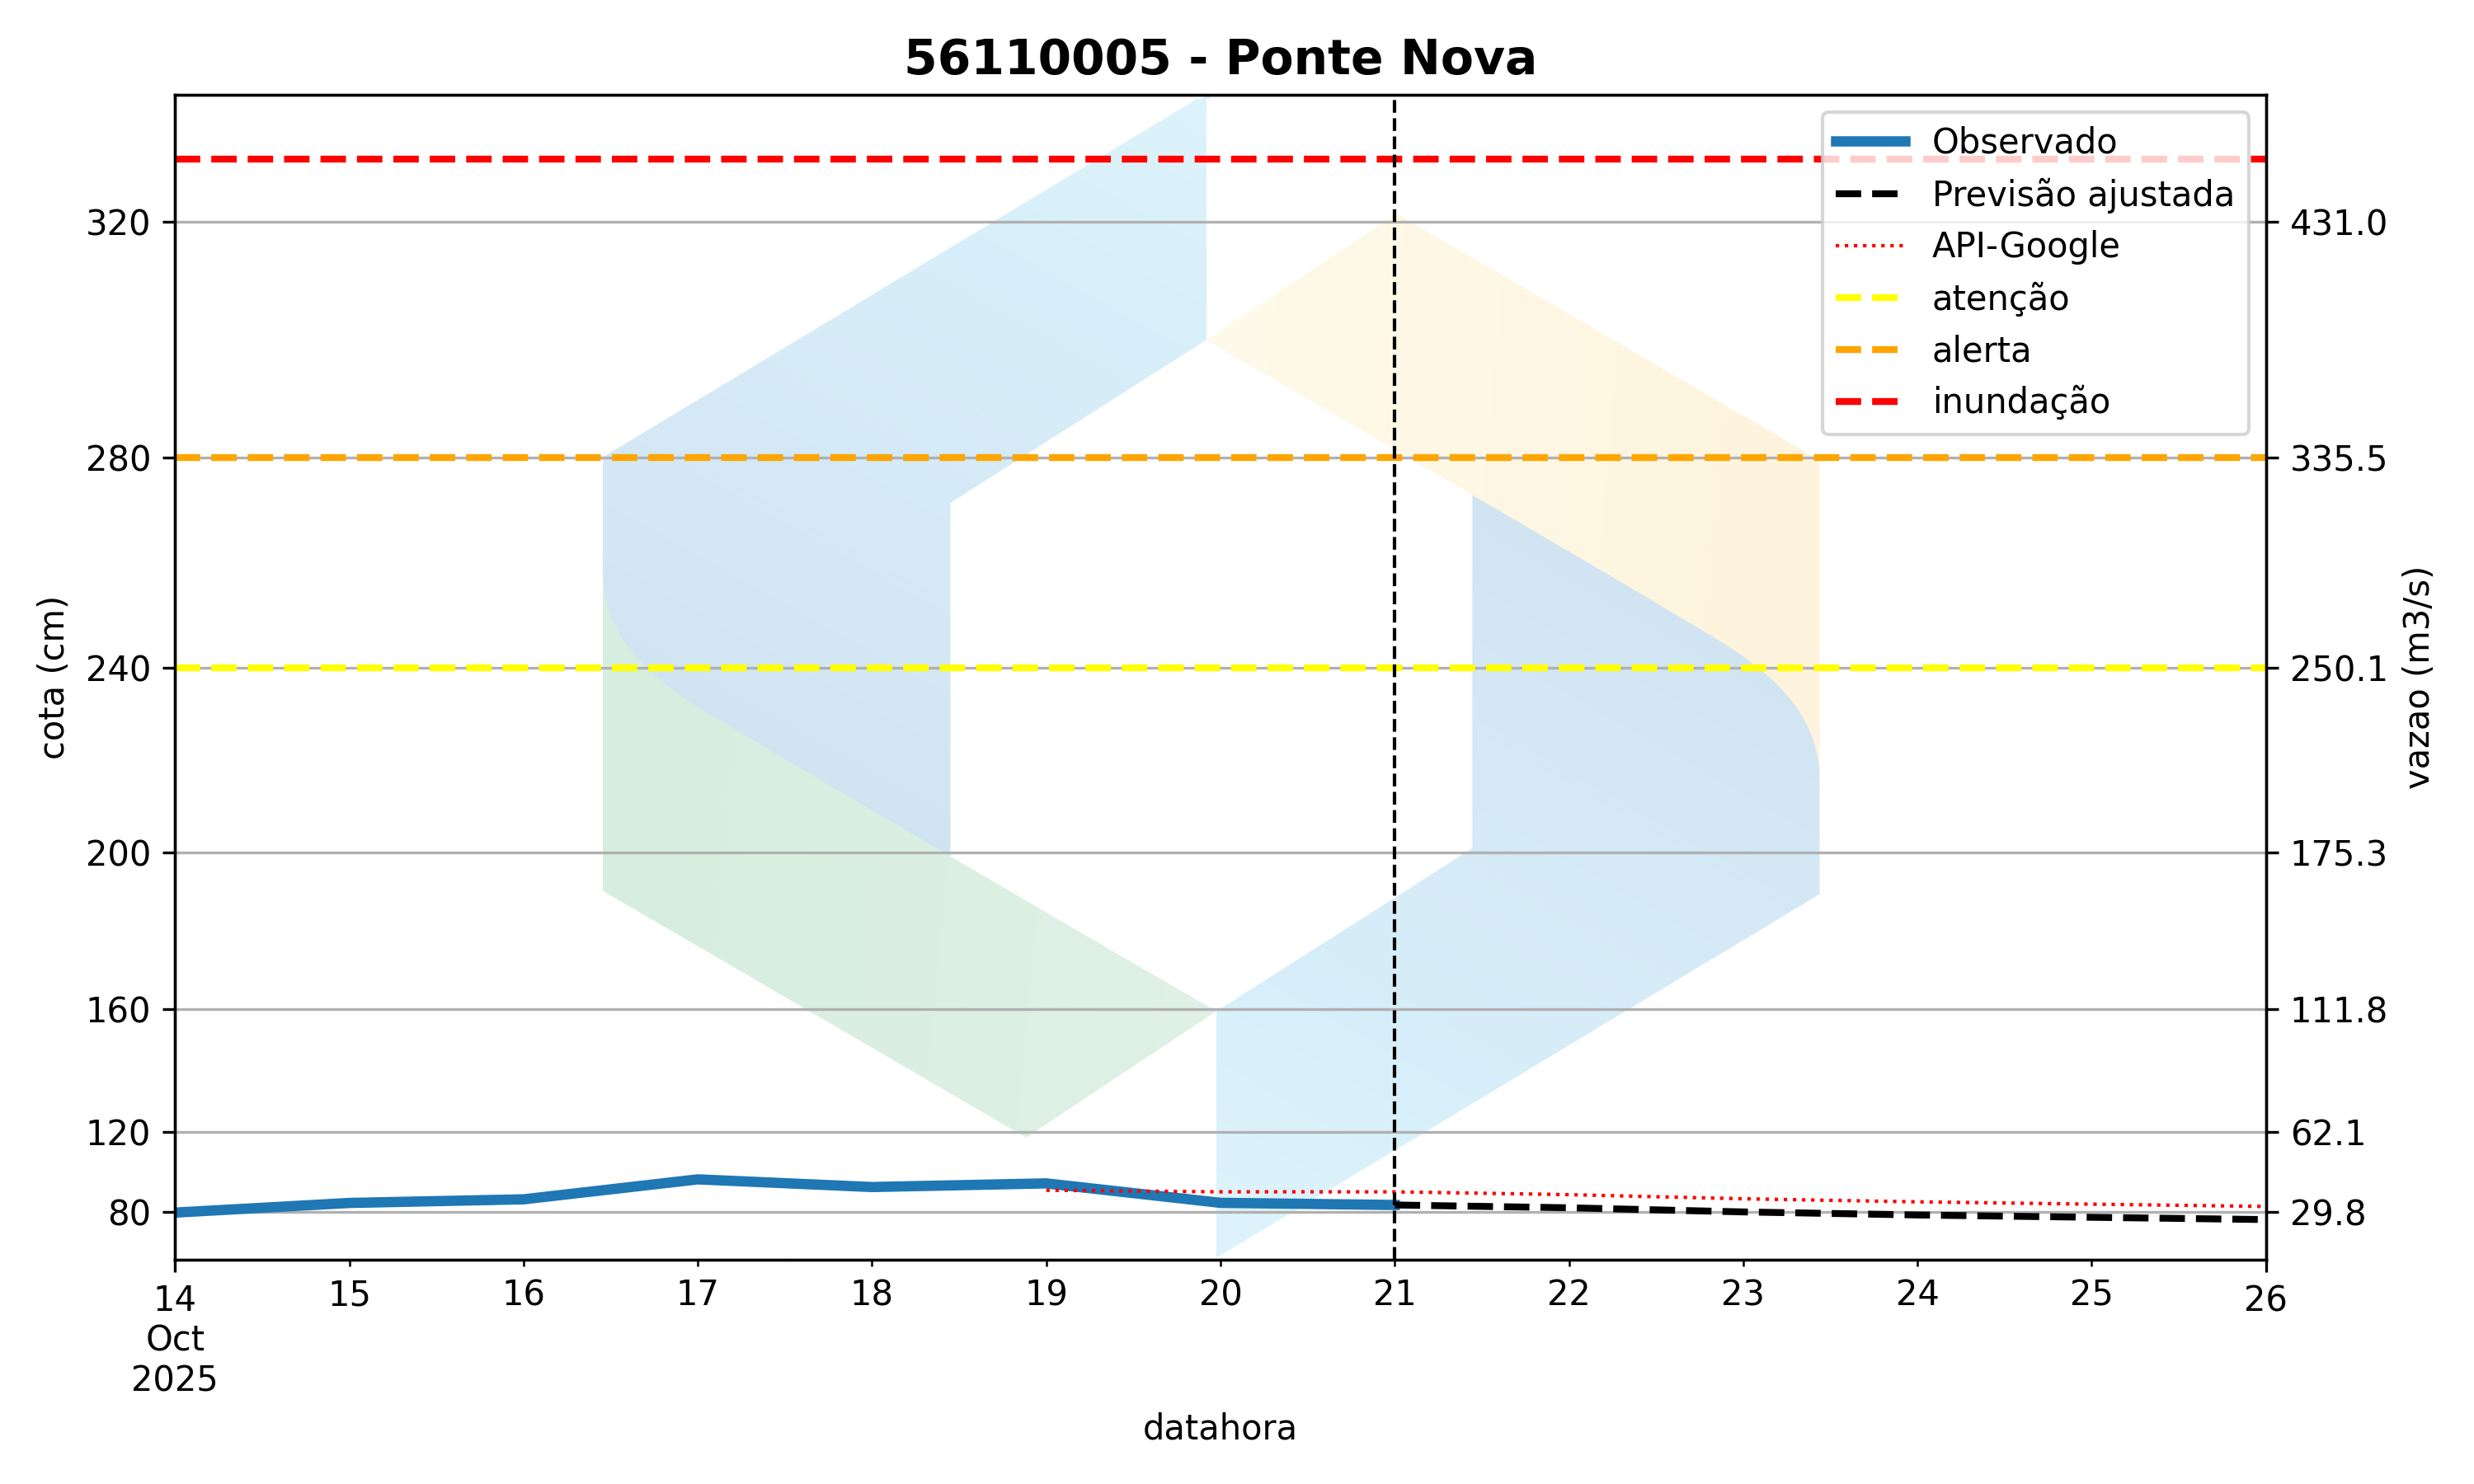 56110005 - Ponte Nova
Observado
Previsão ajustada
API-Google
atenção
alerta
inundação
320
280
240
200
160
120
80
cota (cm)
431.0
335.5
250.1
175.3
111.8
62.1
29.8
vazao (m3/s)
14 15 16 17 18 19 20 21 22 23 24 25 26
Oct
2025
datahora